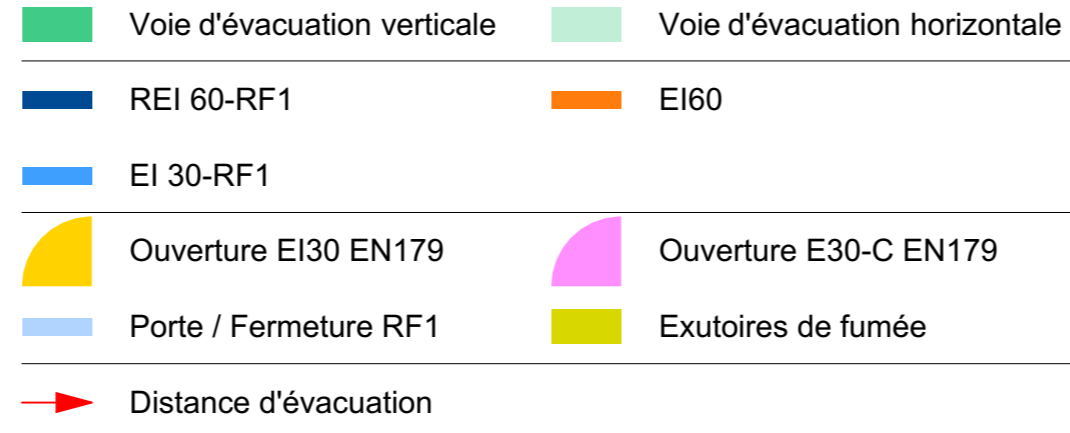 Voie d'évacuation verticale
Voie d'évacuation horizontale
REI 60-RF1
EI60
EI 30-RF1
Ouverture EI30 EN179
Ouverture E30-C EN179
Porte / Fermeture RF1
Exutoires de fumée
Distance d'évacuation